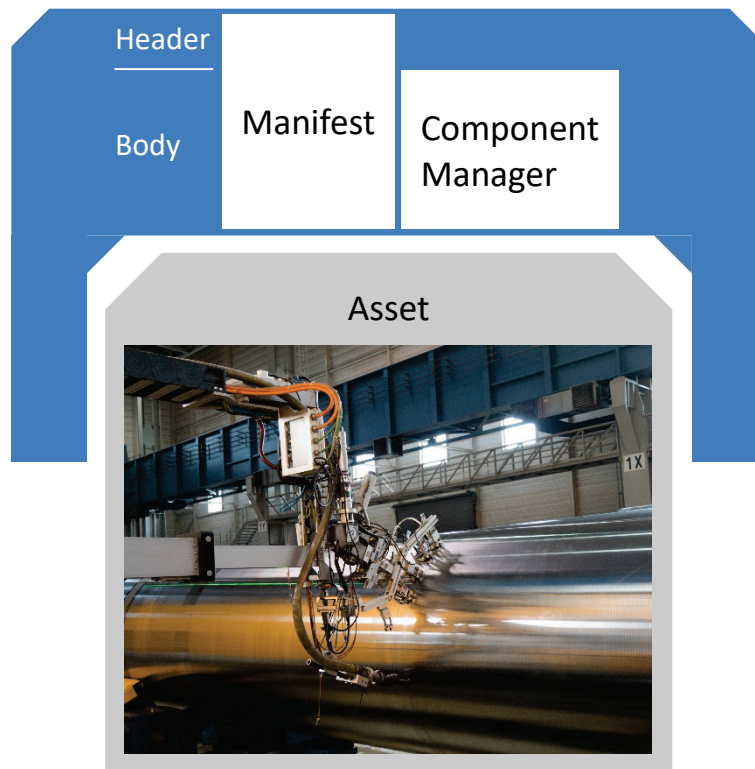 Header
Body
Manifest
Component
Manager
Asset
1X